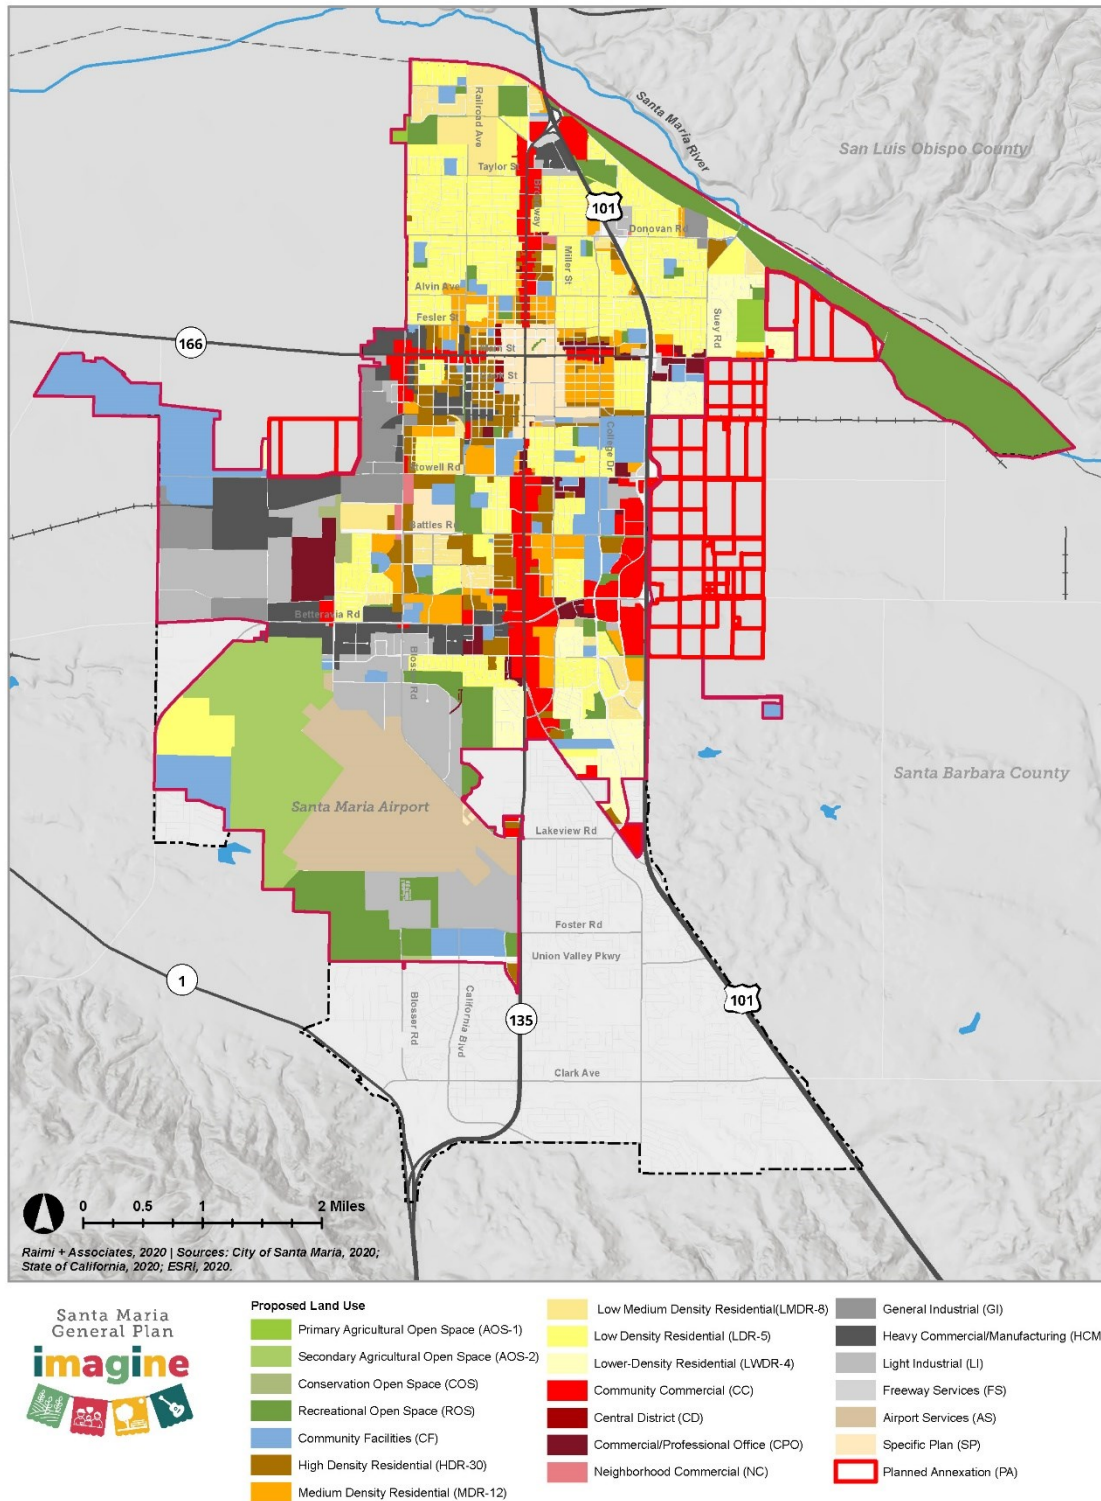 Santa Maria River
San Luis Obispo County
Railroad Ave
Taylor St
Broadway
101
Donovan Rd
Miller St
Alvin Ave
Fesler St
Suey Rd
166
College Dr
Stowell Rd
Battles Rd
Betteravia Rd
Blosser Rd
Santa Maria Airport
Santa Barbara County
Lakeview Rd
Foster Rd
Union Valley Pkwy
1
101
Blosser Rd
California Blvd
135
Clark Ave
0 0.5 1 2 Miles
Raimi + Associates, 2020 | Sources: City of Santa Maria, 2020;
State of California, 2020; ESRI, 2020.
Santa Maria
General Plan
imagine
Proposed Land Use
Primary Agricultural Open Space (AOS-1)
Secondary Agricultural Open Space (AOS-2)
Conservation Open Space (COS)
Recreational Open Space (ROS)
Community Facilities (CF)
High Density Residential (HDR-30)
Medium Density Residential (MDR-12)
Low Medium Density Residential(LMDR-8)
Low Density Residential (LDR-5)
Lower-Density Residential (LWDR-4)
Community Commercial (CC)
Central District (CD)
Commercial/Professional Office (CPO)
Neighborhood Commercial (NC)
General Industrial (GI)
Heavy Commercial/Manufacturing (HCM
Light Industrial (LI)
Freeway Services (FS)
Airport Services (AS)
Specific Plan (SP)
Planned Annexation (PA)